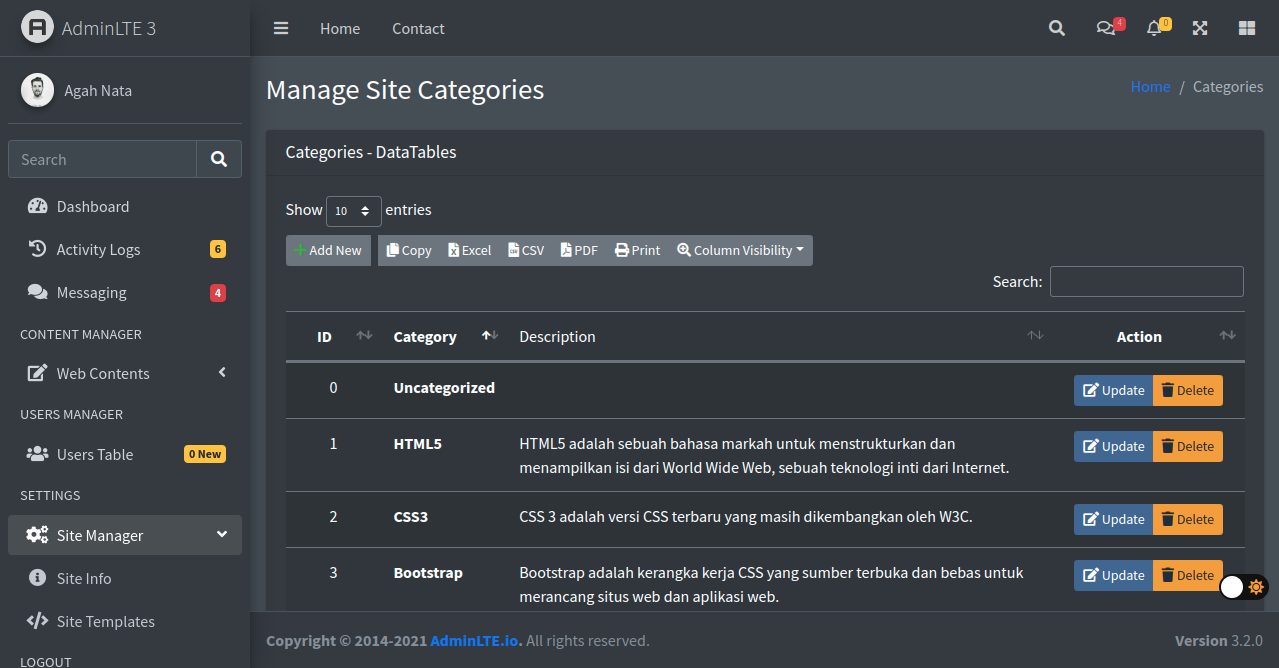 AdminLTE 3
Home
Contact
4
0
Agah Nata
Manage Site Categories
Home / Categories
Search
Dashboard
Activity Logs 6
Messaging 4
CONTENT MANAGER
Web Contents
USERS MANAGER
Users Table 0 New
SETTINGS
Site Manager
Site Info
Site Templates
LOGOUT
Categories - DataTables
Show 10 entries
Add New Copy Excel CSV PDF Print Column Visibility
Search:
ID Category Description Action
0 Uncategorized Update Delete
1 HTML5 HTML5 adalah sebuah bahasa markah untuk menstrukturkan dan Update Delete
menampilkan isi dari World Wide Web, sebuah teknologi inti dari Internet.
2 CSS3 CSS 3 adalah versi CSS terbaru yang masih dikembangkan oleh W3C. Update Delete
3 Bootstrap Bootstrap adalah kerangka kerja CSS yang sumber terbuka dan bebas untuk Update Delete
merancang situs web dan aplikasi web.
Copyright © 2014-2021 AdminLTE.io. All rights reserved.
Version 3.2.0